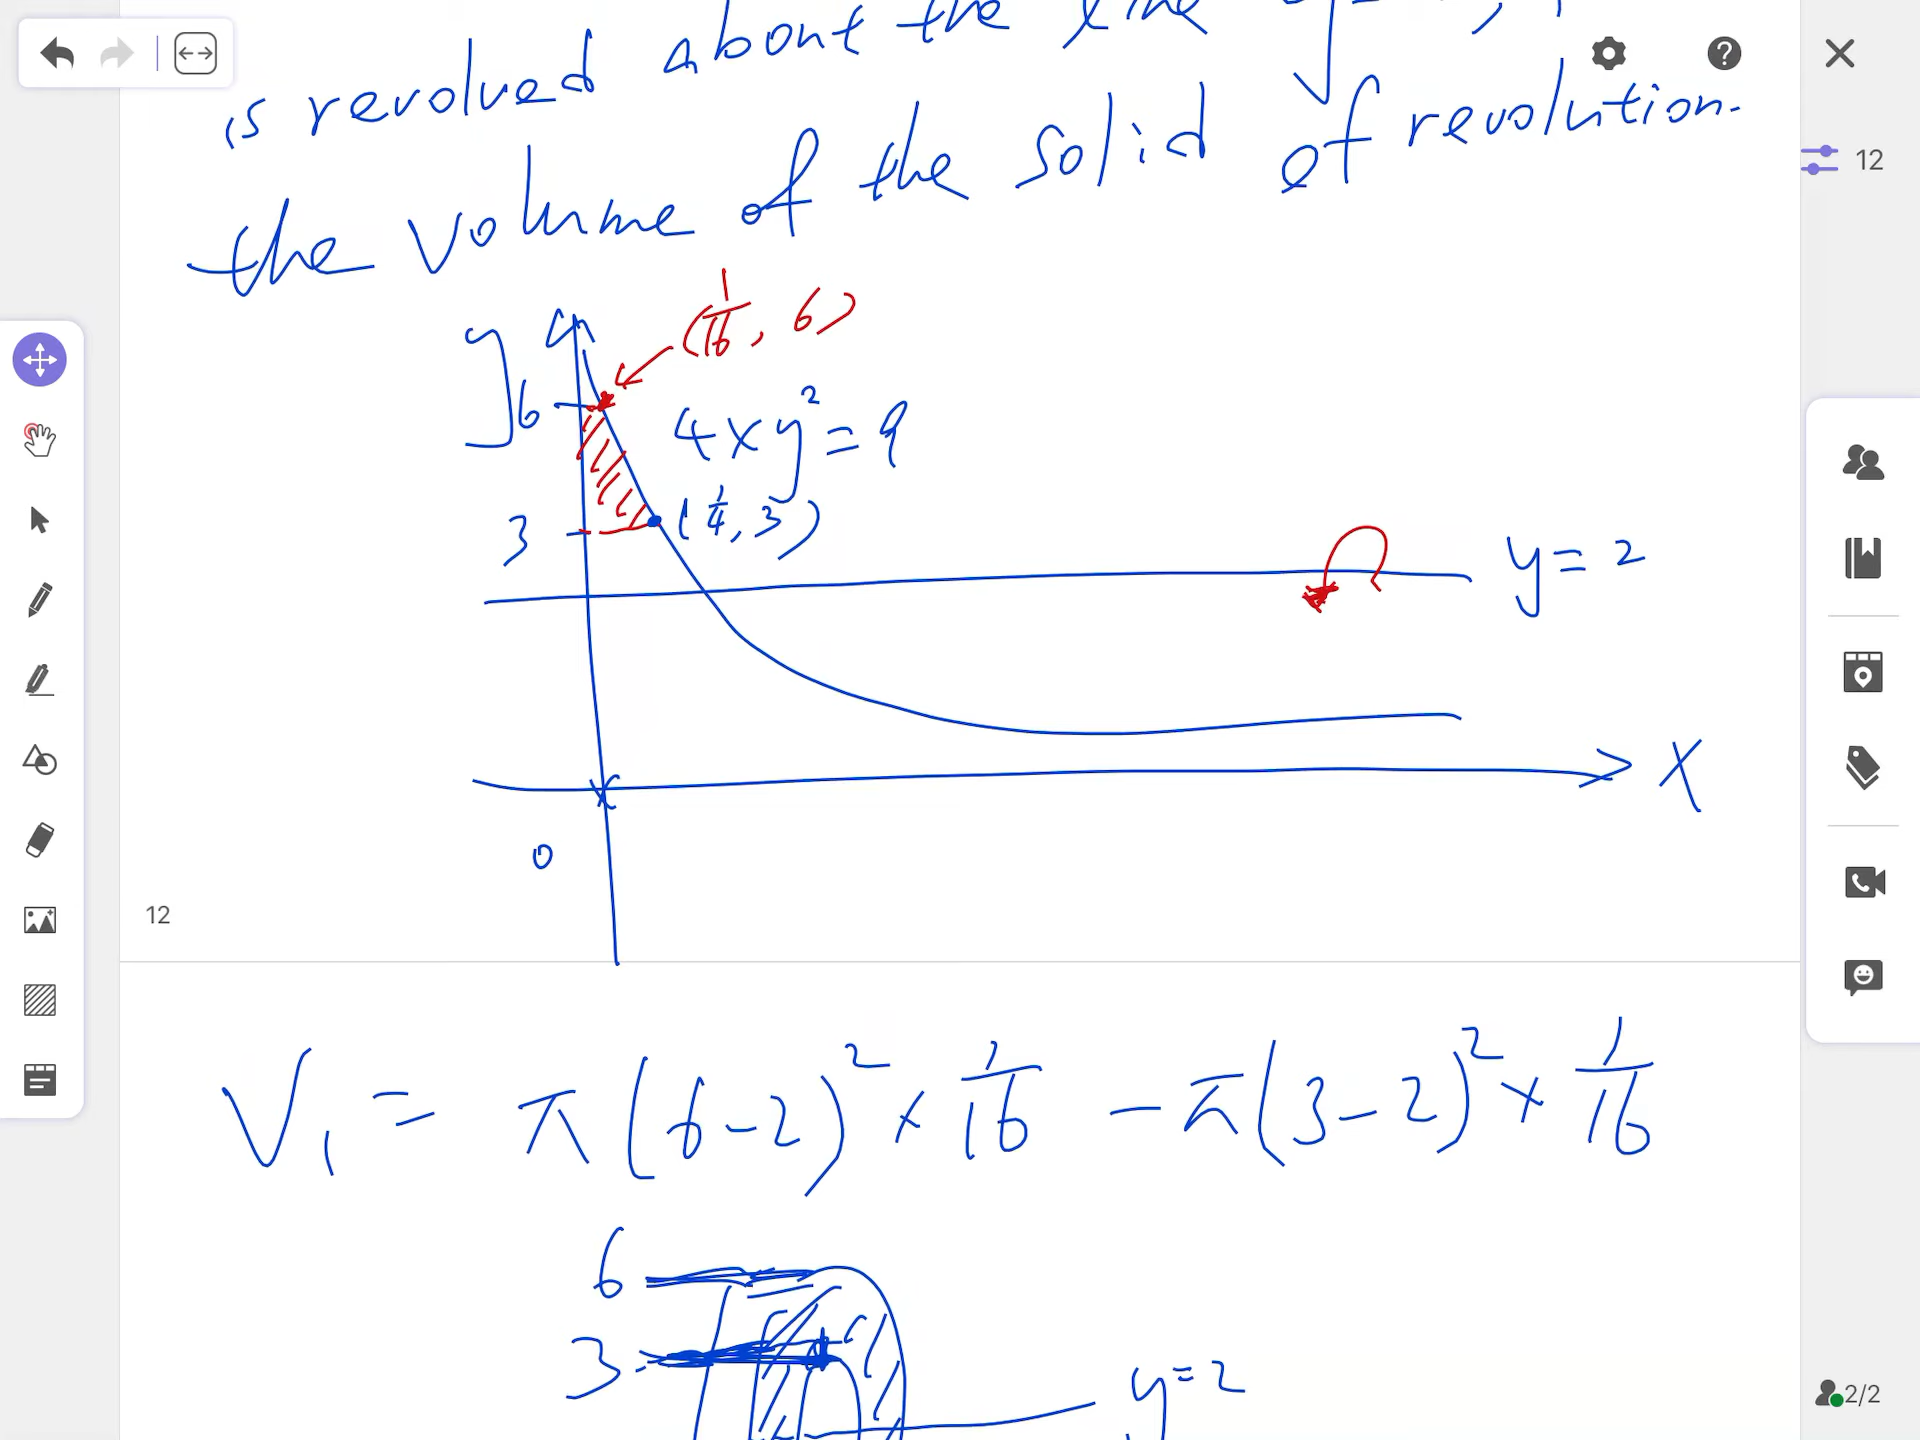 about the line y
is revolved
the volume of the solid of revolution.
y
(1/16, 6)
6
4xy² = 9
3
(1/4, 3)
y = 2
x
0
12
12
V₁ = π(6-2)² × 1/16 - π(3-2)² × 1/16
6
3
y=2
2/2